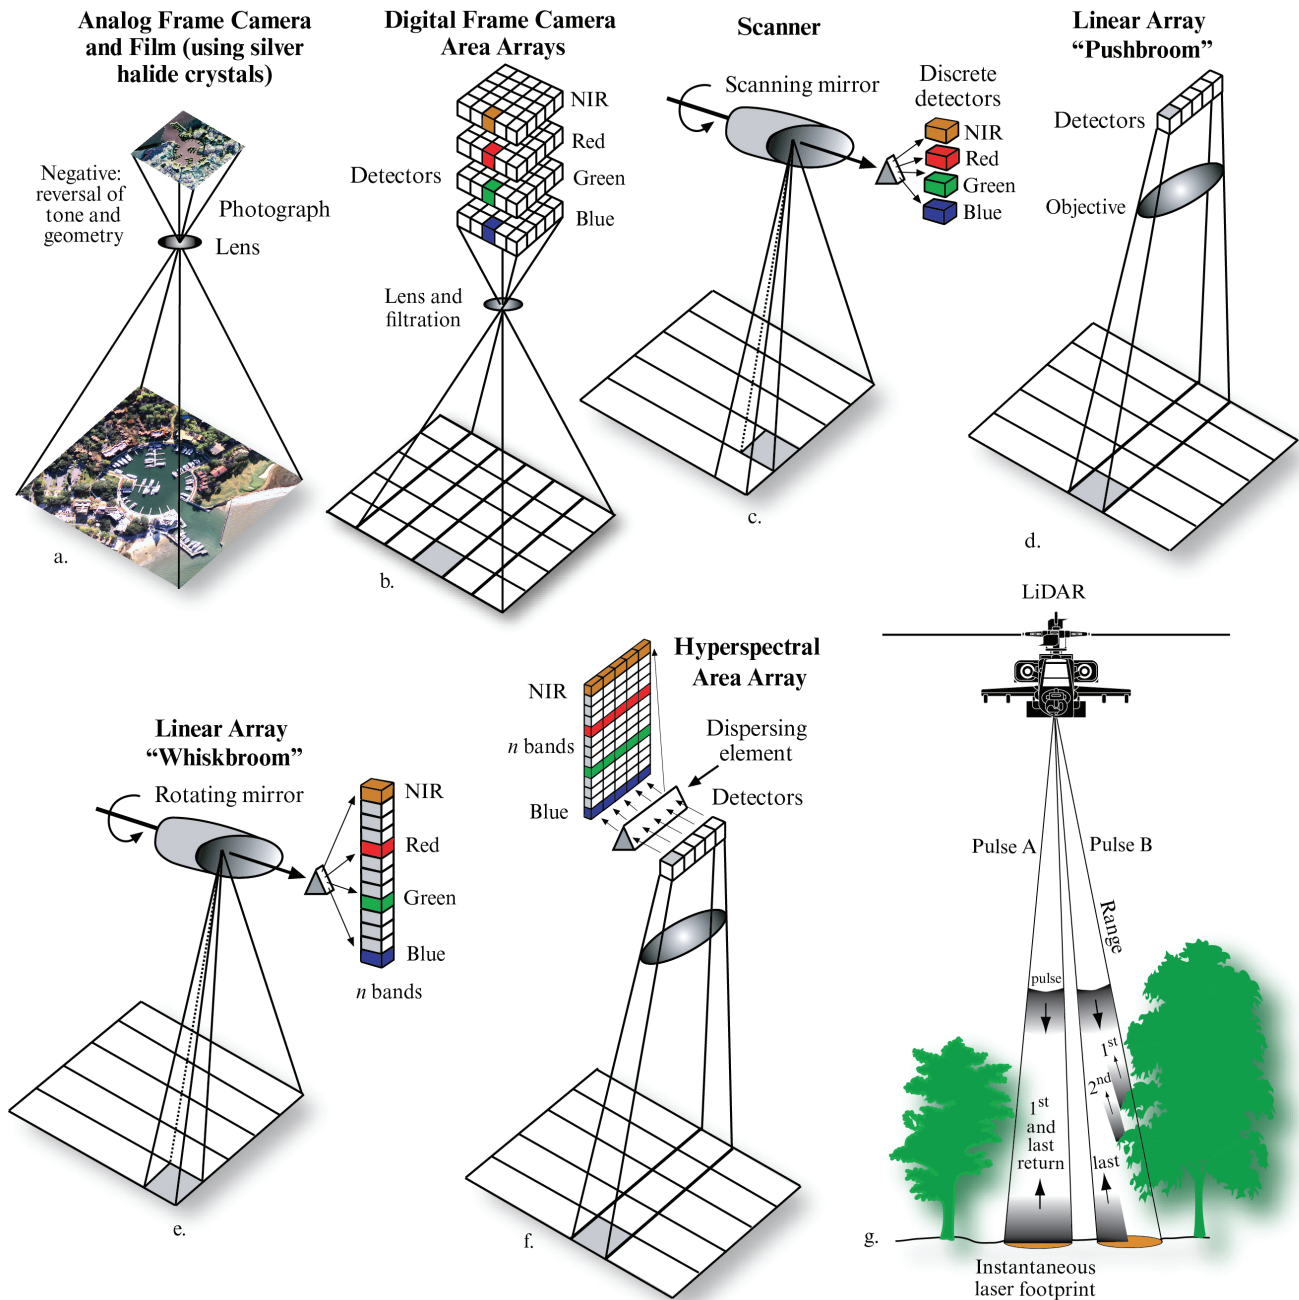 Analog Frame Camera
and Film (using silver
halide crystals)
Negative:
reversal of
tone and
geometry
Photograph
Lens
a.
Digital Frame Camera
Area Arrays
NIR
Red
Detectors
Green
Blue
Lens and
filtration
b.
Scanner
Scanning mirror
Discrete
detectors
NIR
Red
Green
Blue
c.
Linear Array
“Pushbroom”
Detectors
Objective
d.
Linear Array
“Whiskbroom”
Rotating mirror
NIR
Red
Green
Blue
n bands
e.
Hyperspectral
Area Array
NIR
n bands
Blue
Dispersing
element
Detectors
f.
LiDAR
Pulse A
Pulse B
Range
pulse
1st
2nd
1st
and
last
return
last
g.
Instantaneous
laser footprint